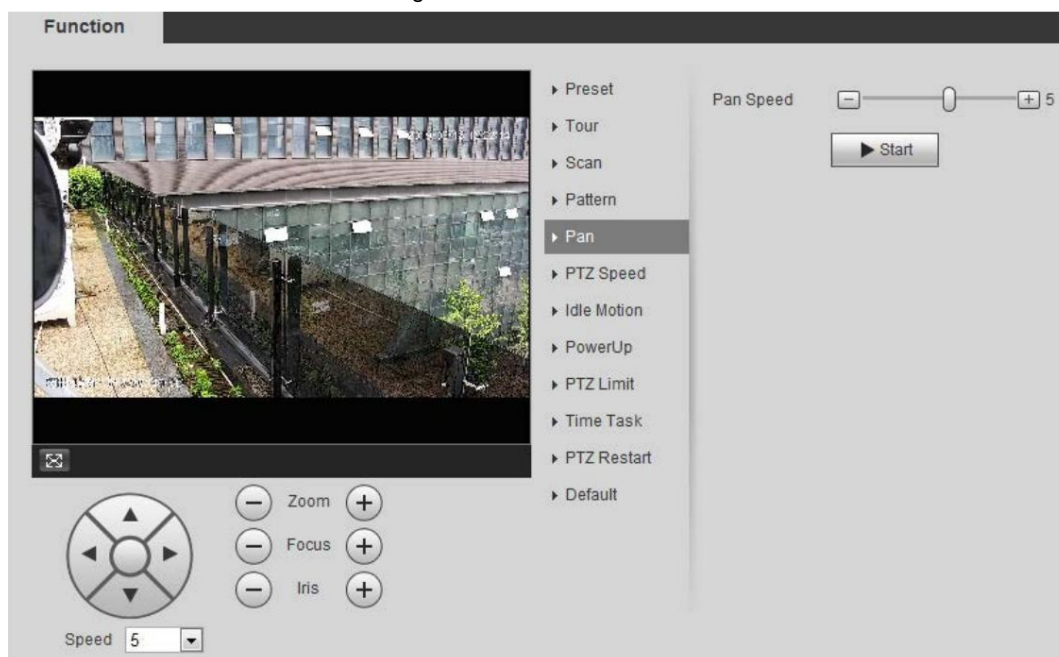 Function
Preset
Tour
Scan
Pattern
Pan
PTZ Speed
Idle Motion
PowerUp
PTZ Limit
Time Task
PTZ Restart
Default
Pan Speed 5
Start
Zoom
Focus
Iris
Speed 5